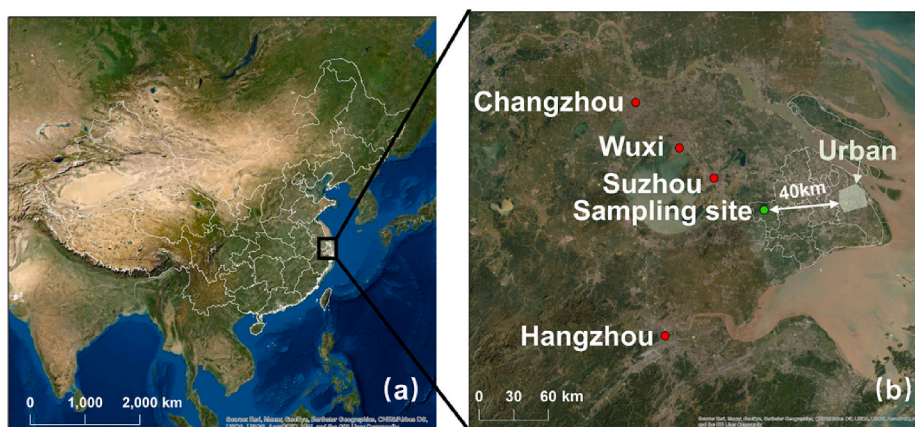 (a)
0
1,000
2,000 km
Changzhou
Wuxi
Suzhou
Sampling site
Urban
40km
Hangzhou
(b)
0 30 60 km